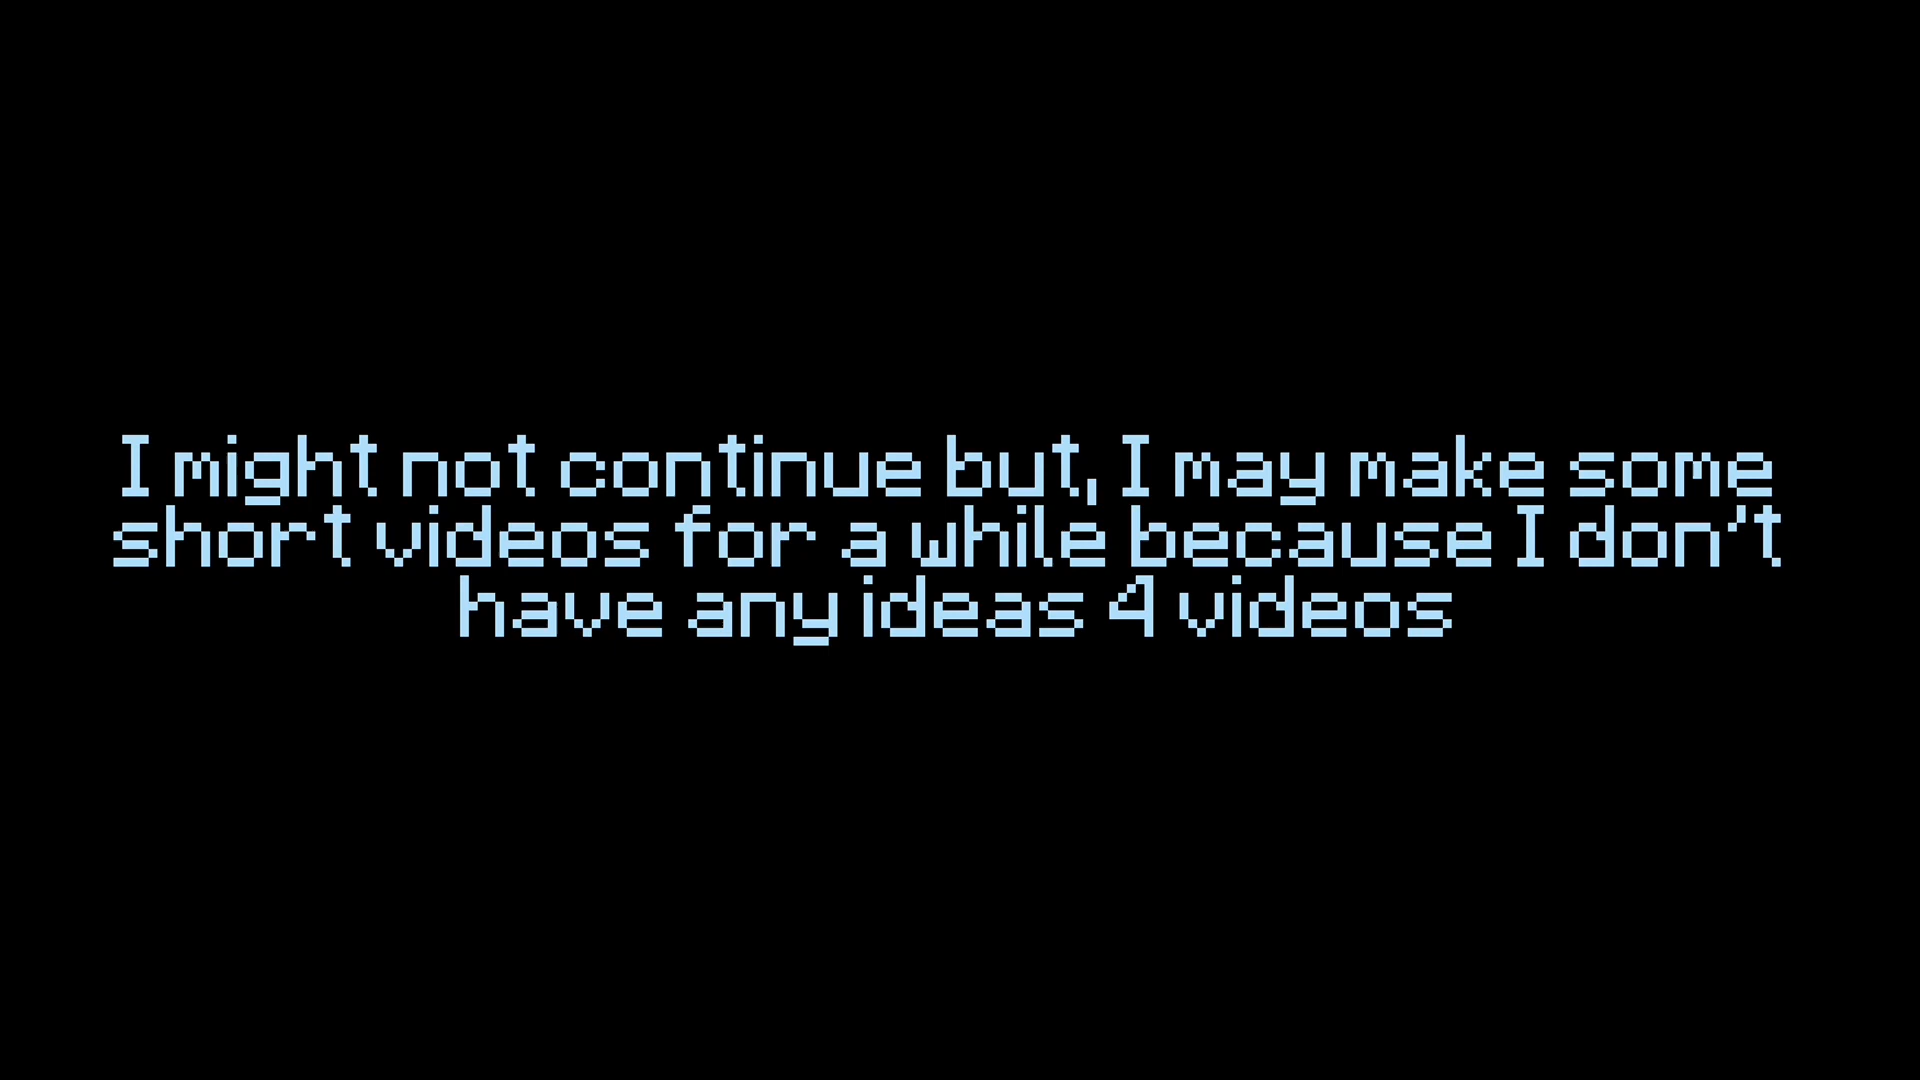 I might not continue but, I may make some
short videos for a while because I don't
have any ideas 4 videos